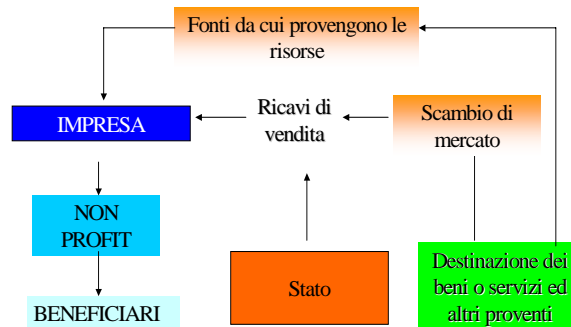 Fonti da cui provengono le
risorse
IMPRESA
Ricavi di
vendita
Scambio di
mercato
NON
PROFIT
Stato
Destinazione dei
beni o servizi ed
altri proventi
BENEFICIARI